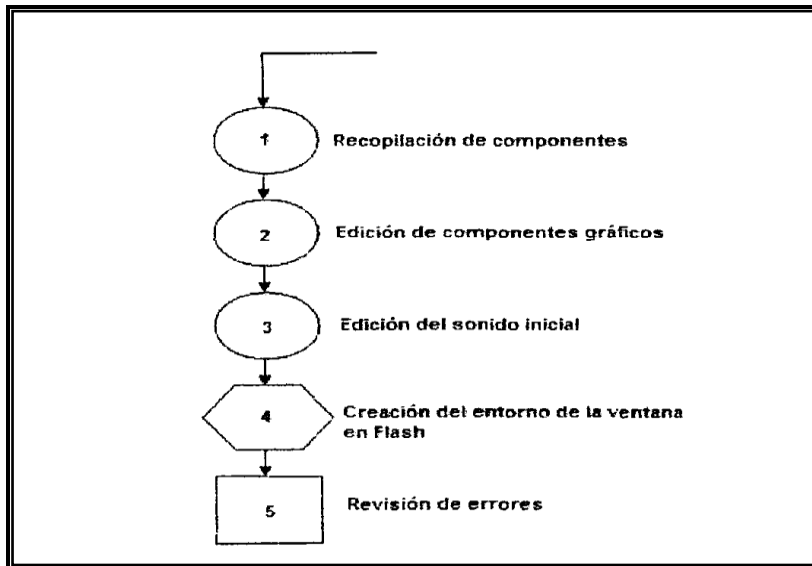 1 Recopilación de componentes
2 Edición de componentes gráficos
3 Edición del sonido inicial
4 Creación del entorno de la ventana
en Flash
5 Revisión de errores